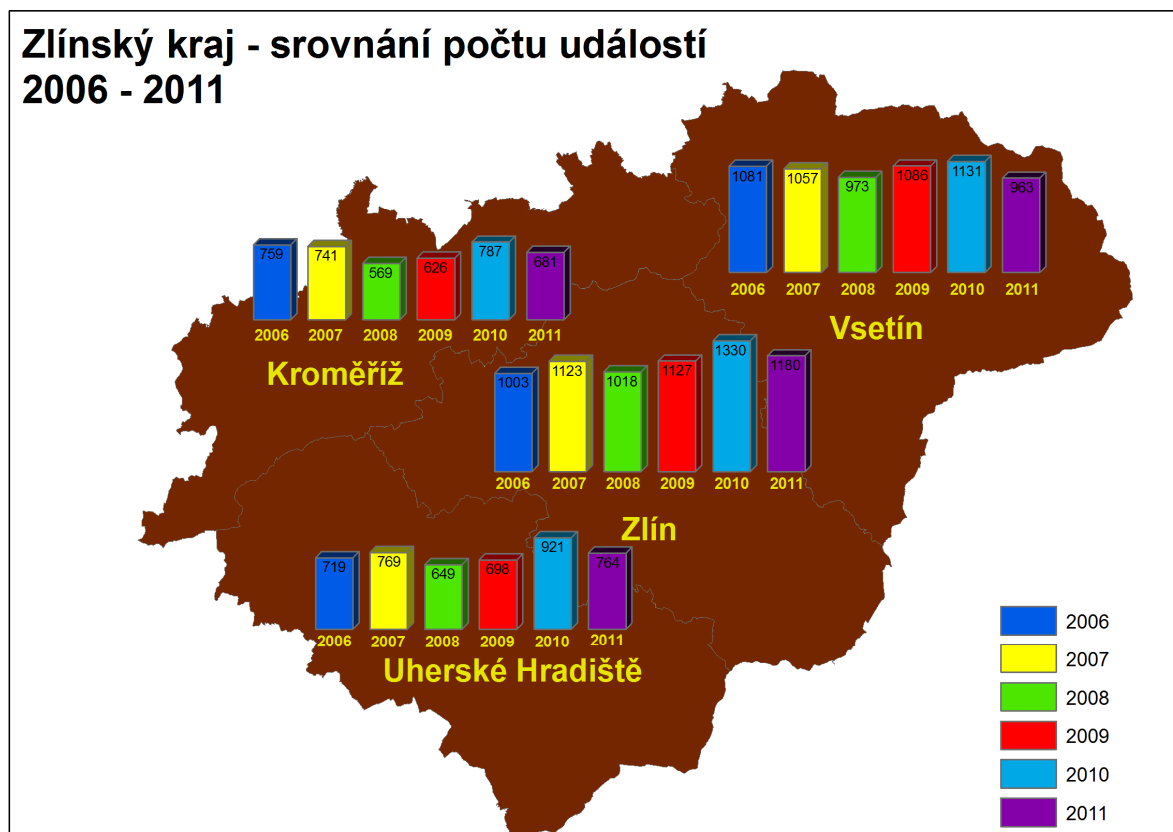 Zlínský kraj - srovnání počtu událostí
2006 - 2011
1081 1057 973 1086 1131 963
2006 2007 2008 2009 2010 2011
Vsetín
759 741 569 626 787 681
2006 2007 2008 2009 2010 2011
Kroměříž
1003 1123 1018 1127 1330 1180
2006 2007 2008 2009 2010 2011
Zlín
719 769 649 698 921 764
2006 2007 2008 2009 2010 2011
Uherské Hradiště
2006
2007
2008
2009
2010
2011